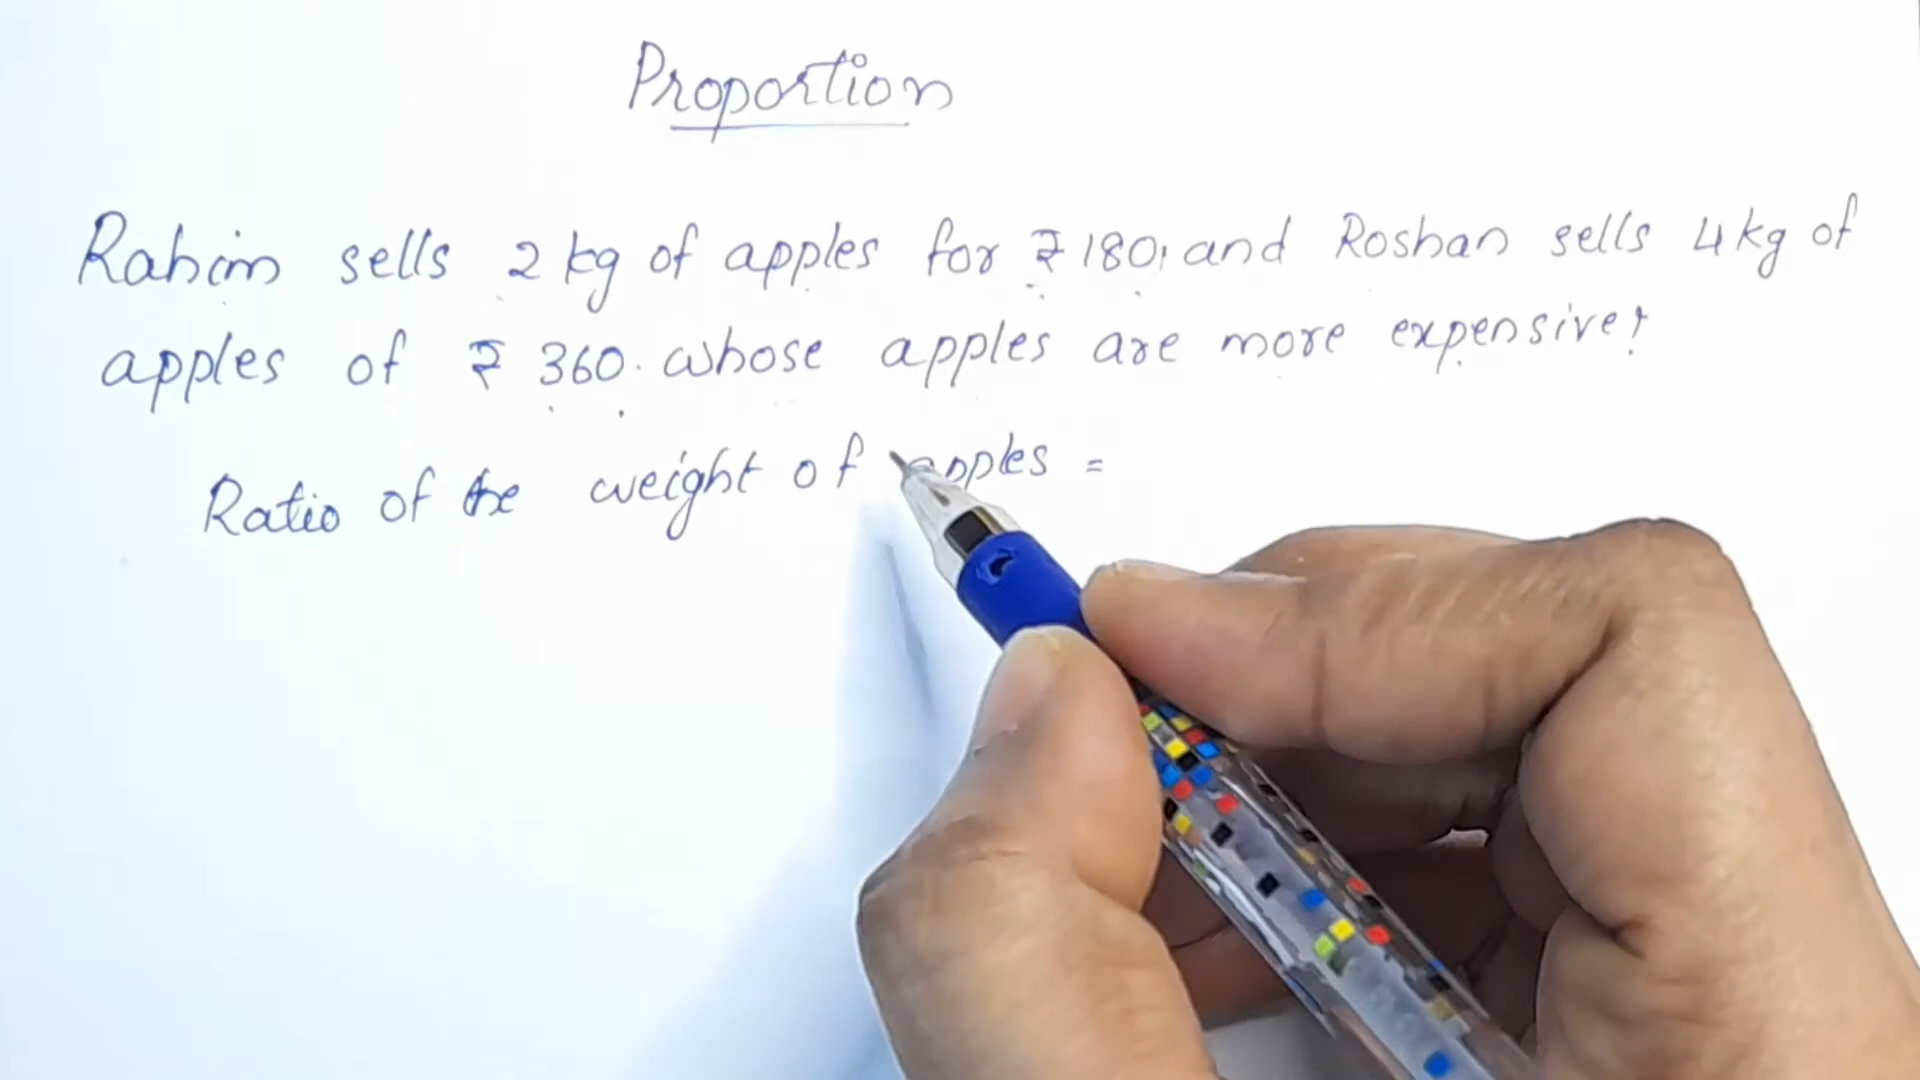 Proportion
Rahim sells 2 kg of apples for ₹ 180, and Roshan sells 4 kg of
apples of ₹ 360. whose apples are more expensive?
Ratio of the weight of apples =